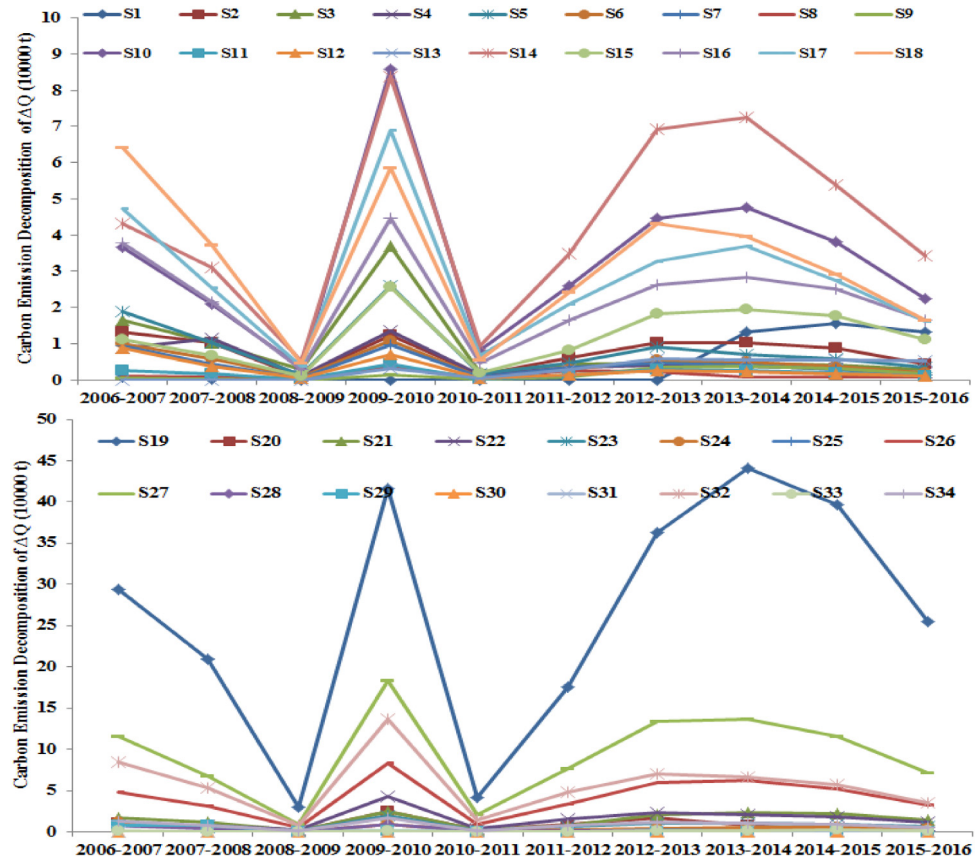 Carbon Emission Decomposition of ΔQ (10000 t)
10
9
8
7
6
5
4
3
2
1
0
S1 S2 S3 S4 S5 S6 S7 S8 S9
S10 S11 S12 S13 S14 S15 S16 S17 S18
2006-2007 2007-2008 2008-2009 2009-2010 2010-2011 2011-2012 2012-2013 2013-2014 2014-2015 2015-2016
Carbon Emission Decomposition of ΔQ (10000 t)
50
45
40
35
30
25
20
15
10
5
0
S19 S20 S21 S22 S23 S24 S25 S26
S27 S28 S29 S30 S31 S32 S33 S34
2006-2007 2007-2008 2008-2009 2009-2010 2010-2011 2011-2012 2012-2013 2013-2014 2014-2015 2015-2016